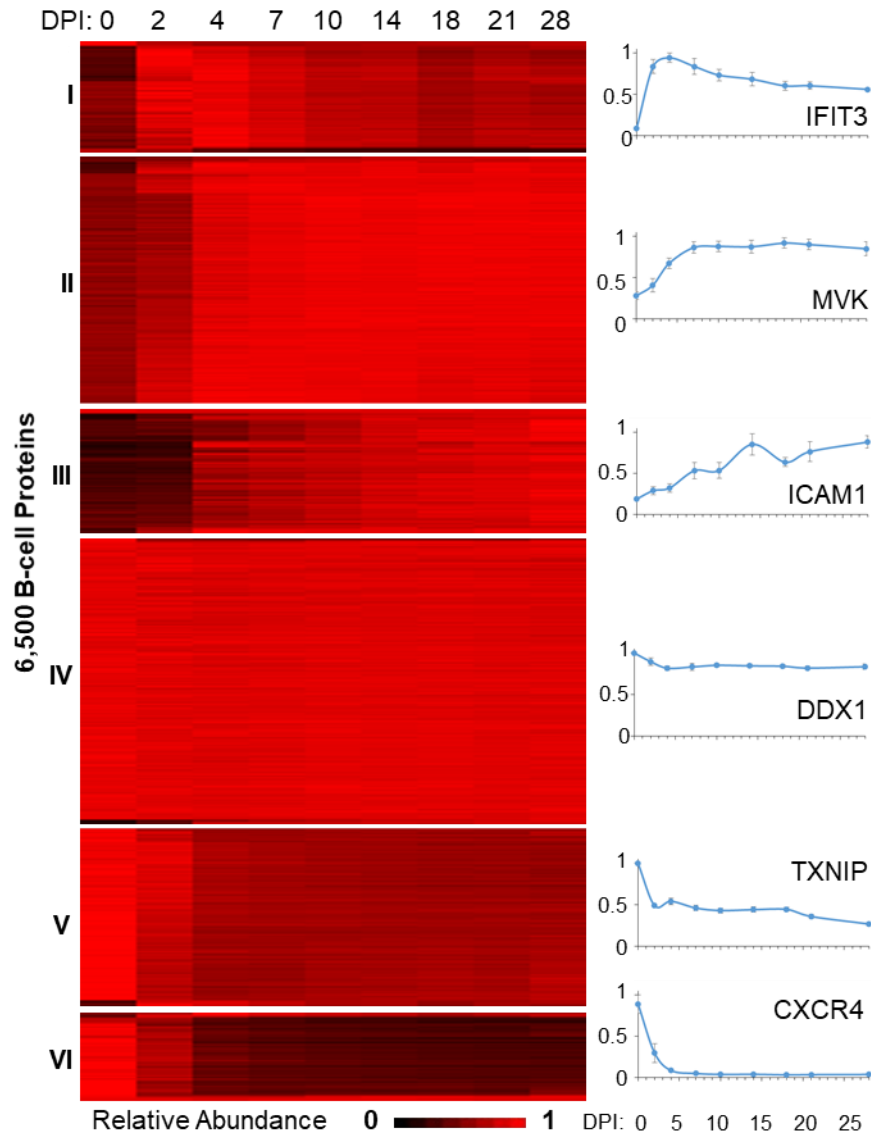 DPI: 0 2 4 7 10 14 18 21 28
I
1
0.5
0
IFIT3
II
1
0.5
0
MVK
6,500 B-cell Proteins
III
1
0.5
0
ICAM1
IV
1
0.5
0
DDX1
V
1
0.5
0
TXNIP
VI
1
0.5
0
CXCR4
Relative Abundance 0 1
DPI: 0 5 10 15 20 25